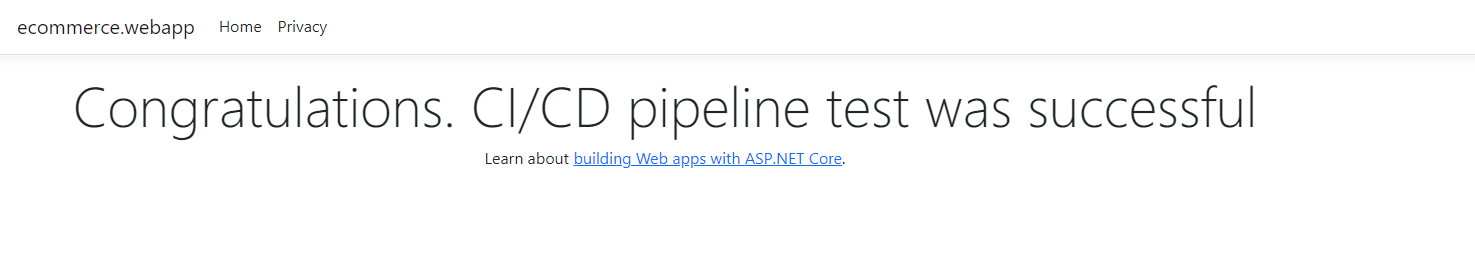 ecommerce.webapp Home Privacy
Congratulations. CI/CD pipeline test was successful
Learn about building Web apps with ASP.NET Core.